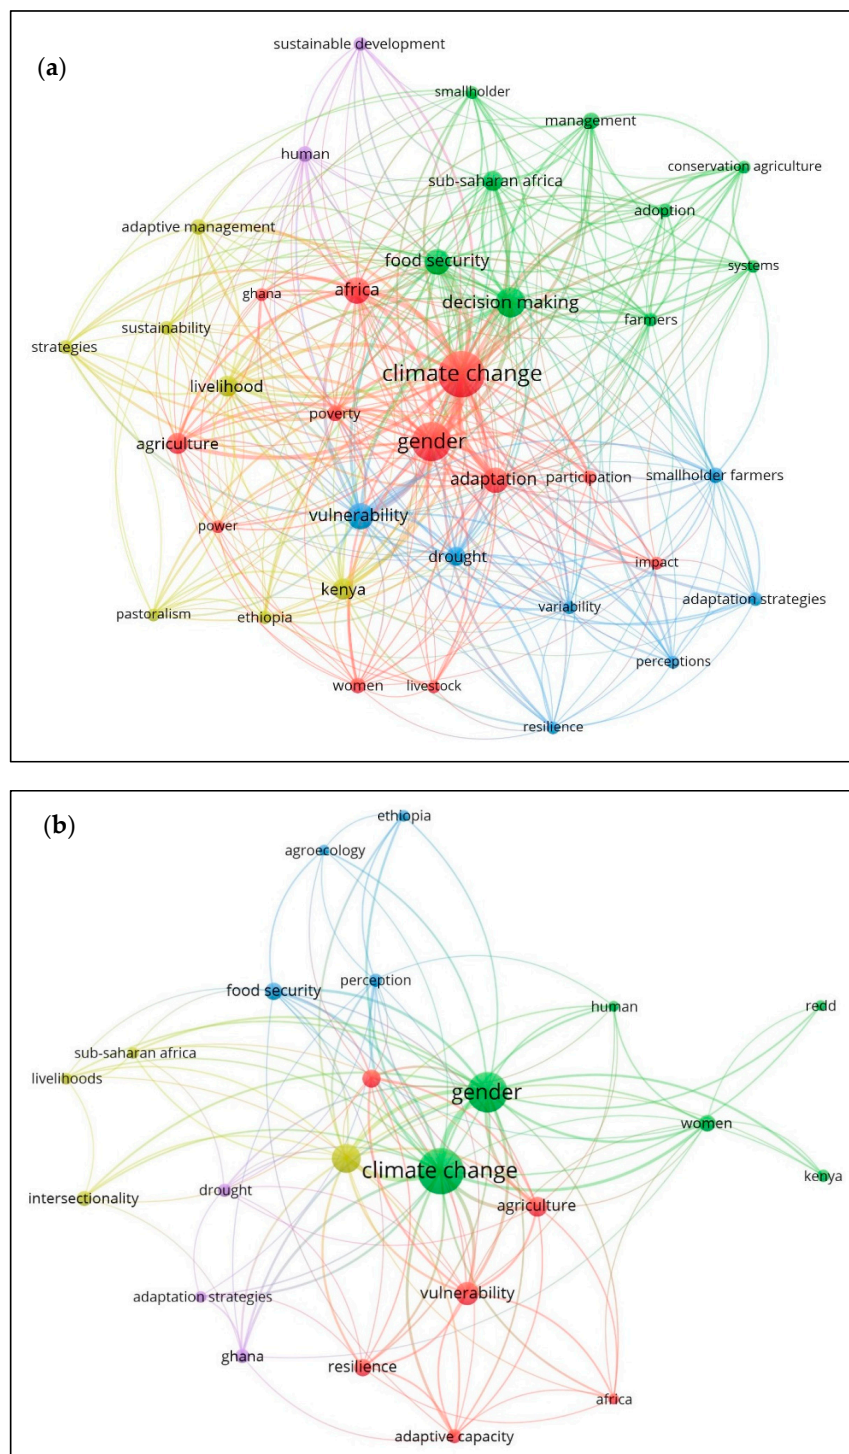 (a)
sustainable development
smallholder
management
human
sub-saharan africa
conservation agriculture
adoption
adaptive management
food security
systems
ghana
africa
decision making
farmers
sustainability
strategies
climate change
livelihood
poverty
agriculture
gender
adaptation
participation
smallholder farmers
vulnerability
power
drought
impact
kenya
adaptation strategies
variability
pastoralism
ethiopia
perceptions
women
livestock
resilience
(b)
ethiopia
agroecology
perception
food security
human
redd
sub-saharan africa
livelihoods
gender
women
climate change
kenya
drought
intersectionality
agriculture
adaptation strategies
vulnerability
ghana
resilience
africa
adaptive capacity